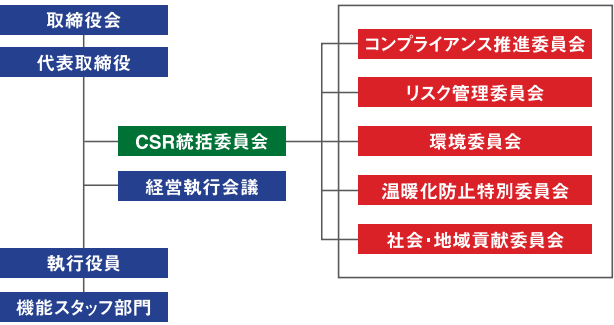 取締役会
代表取締役
CSR統括委員会
経営執行会議
執行役員
機能スタッフ部門
コンプライアンス推進委員会
リスク管理委員会
環境委員会
温暖化防止特別委員会
社会・地域貢献委員会